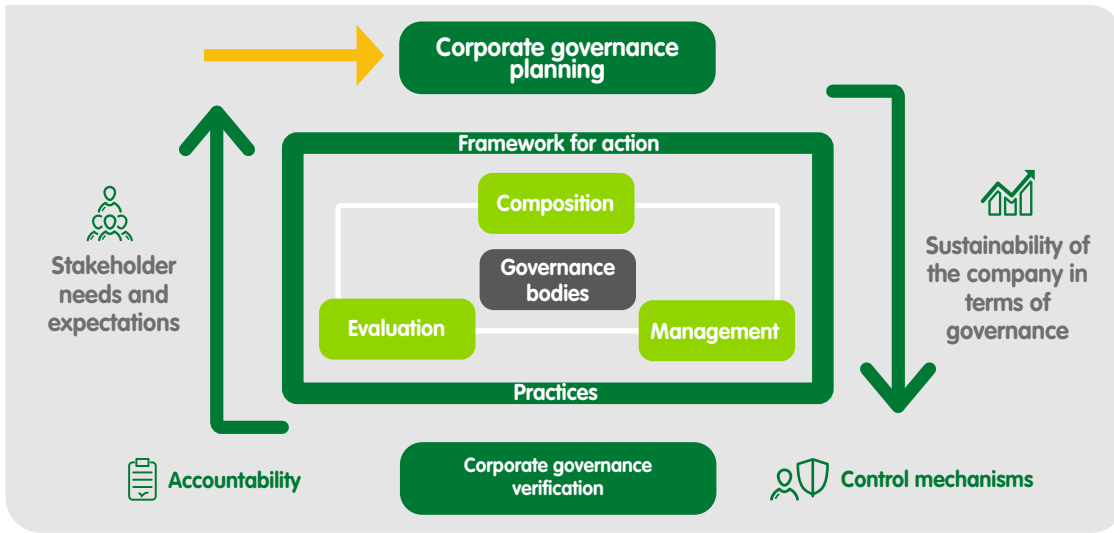 Corporate governance
planning
Framework for action
Composition
Governance
bodies
Evaluation
Management
Practices
Stakeholder
needs and
expectations
Sustainability of
the company in
terms of
governance
Accountability
Corporate governance
verification
Control mechanisms